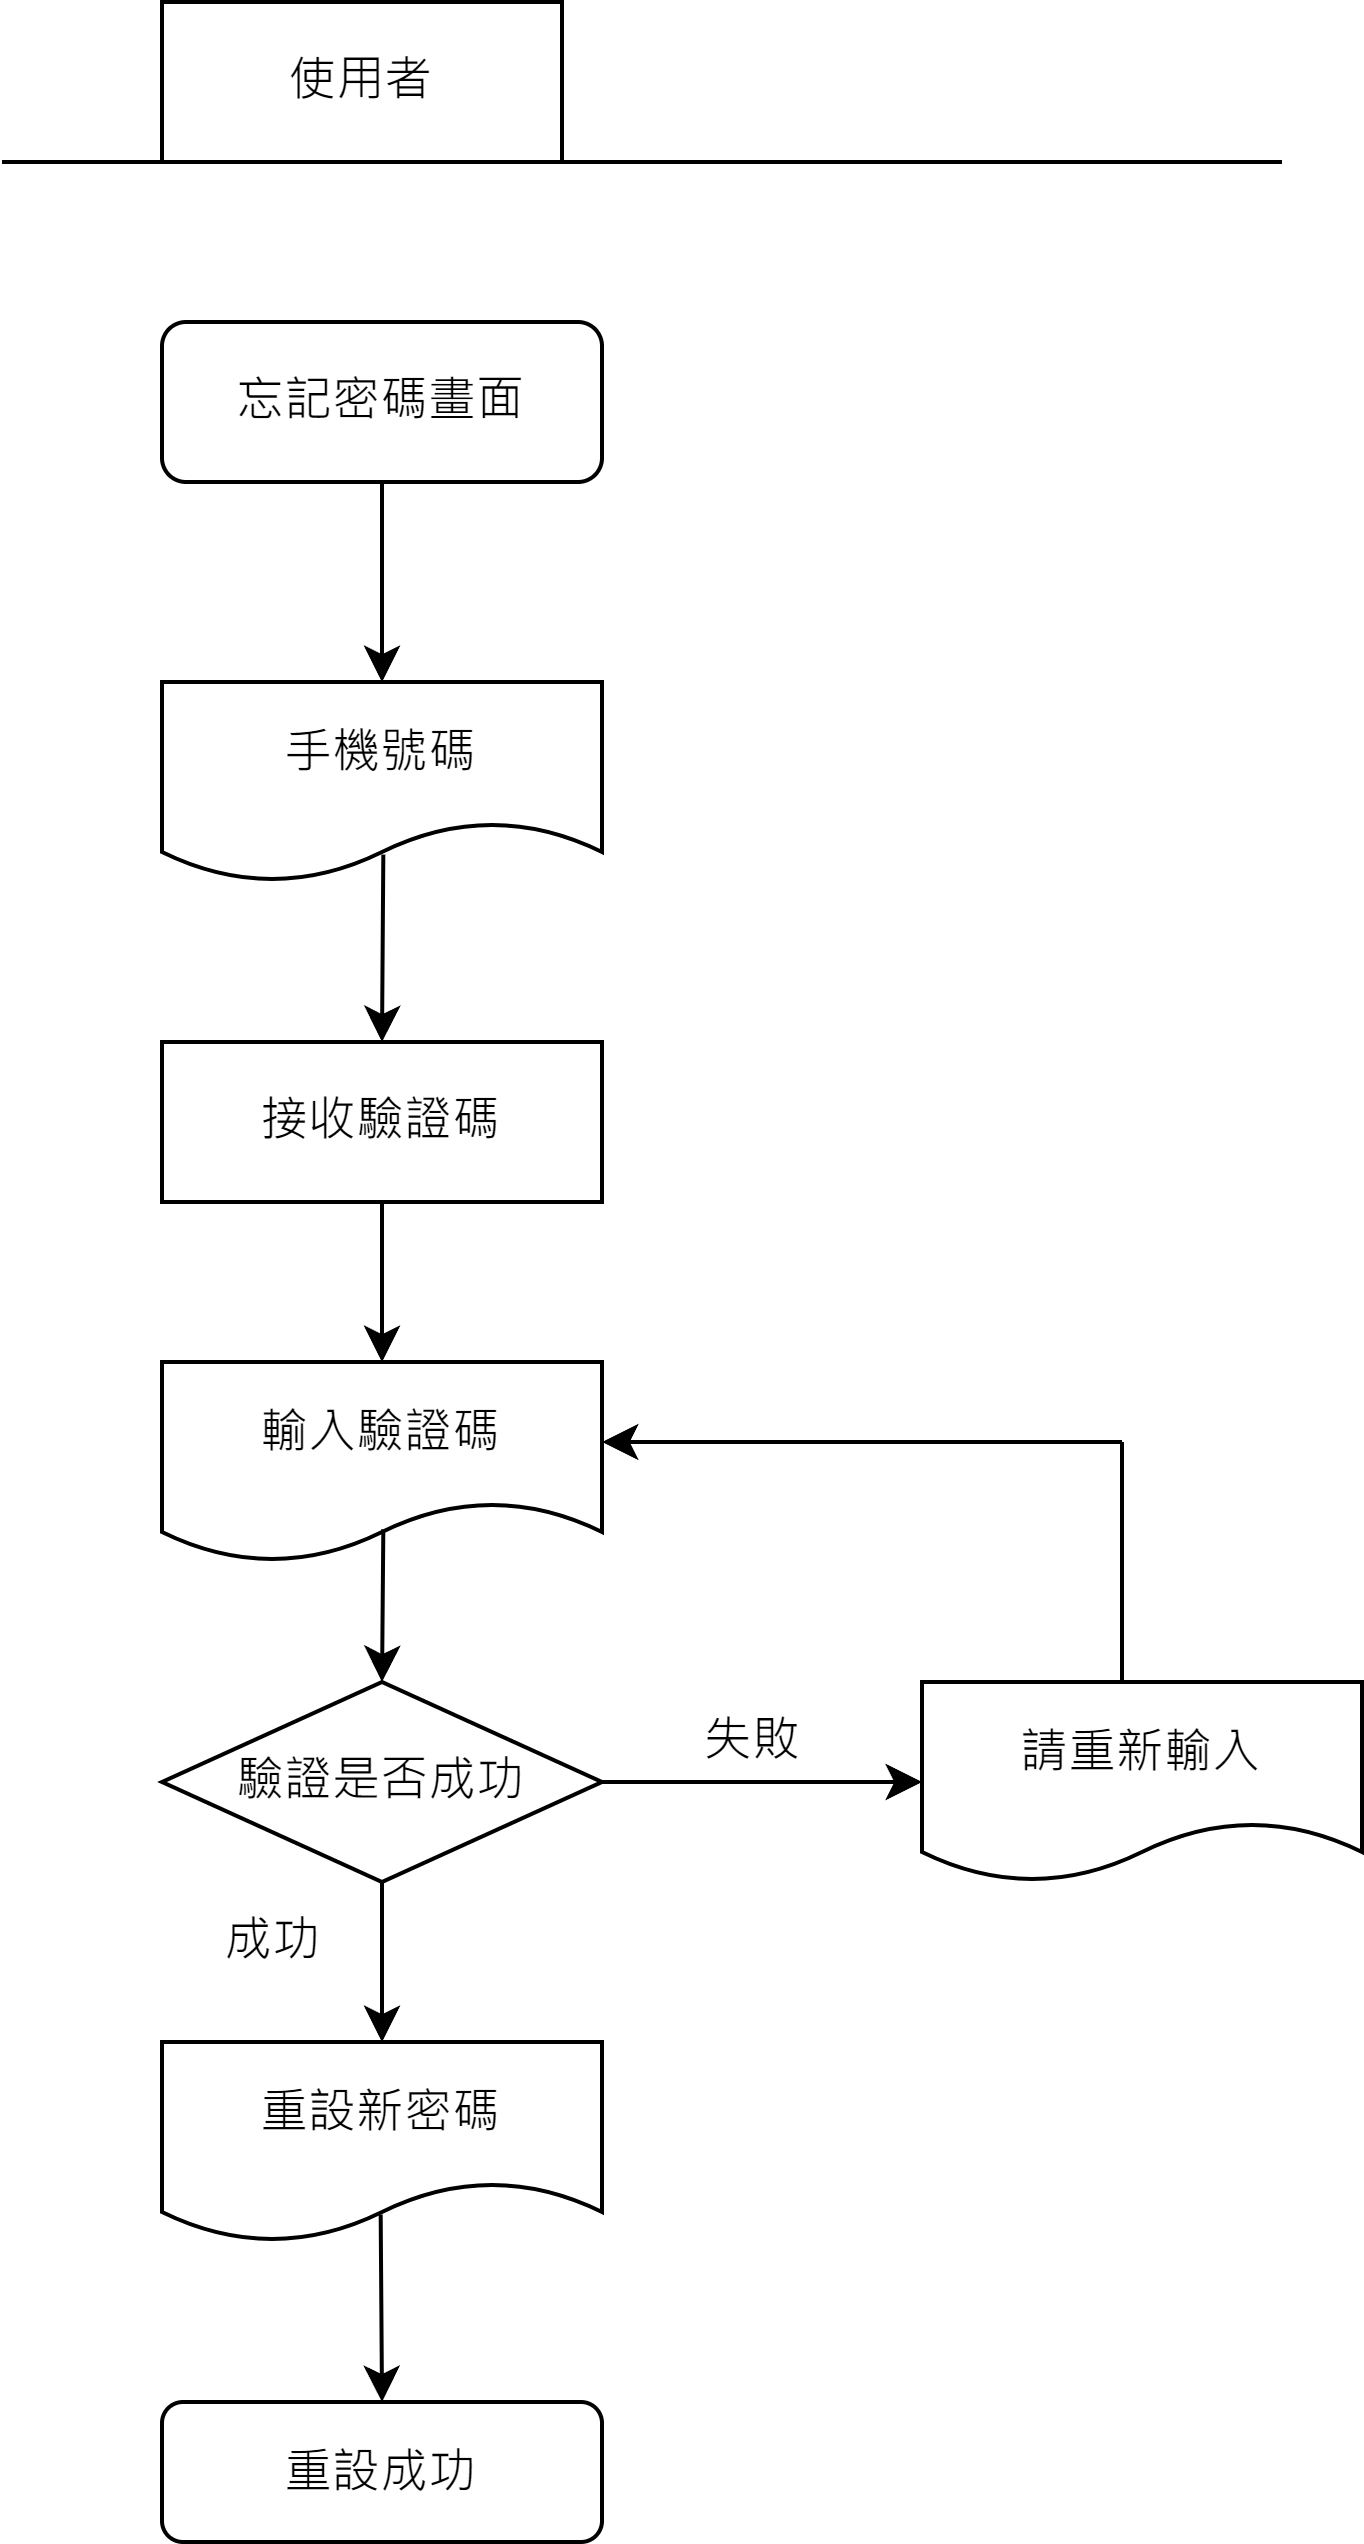 使用者
忘記密碼畫面
手機號碼
接收驗證碼
輸入驗證碼
驗證是否成功
失敗
請重新輸入
成功
重設新密碼
重設成功